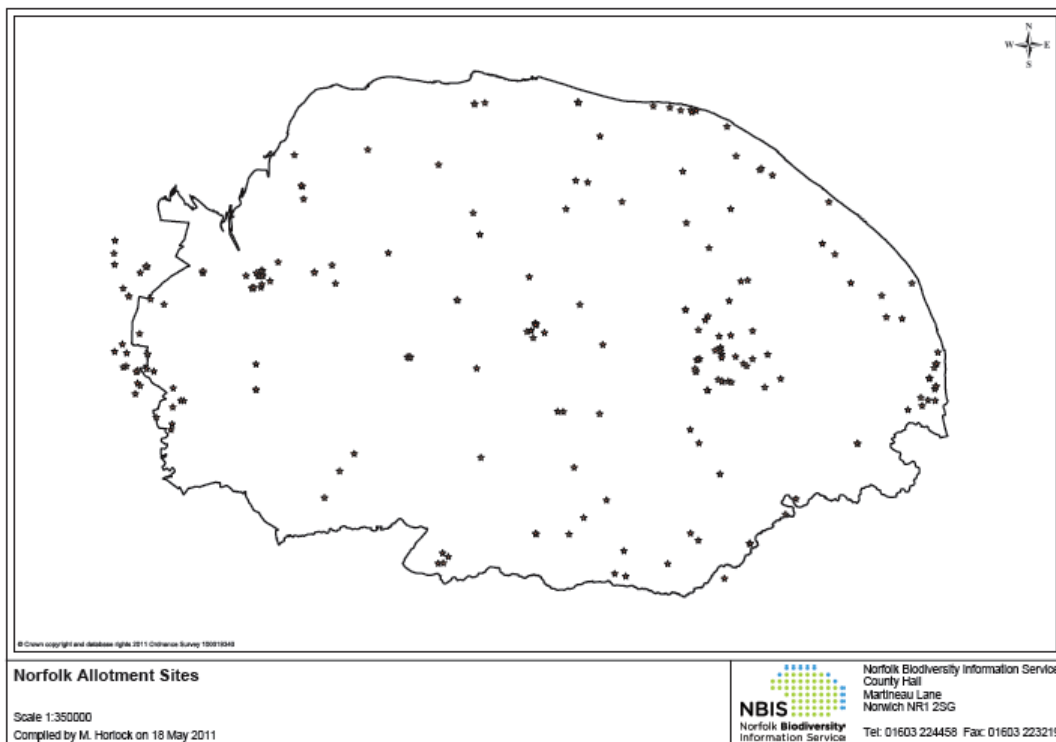 N
W E
S
© Crown copyright and database rights 2011 Ordnance Survey 100019340
Norfolk Allotment Sites
Scale 1:350000
Compiled by M. Horlock on 18 May 2011
NBIS
Norfolk Biodiversity
Information Service
Norfolk Biodiversity Information Service
County Hall
Martineau Lane
Norwich NR1 2SG
Tel: 01603 224458 Fax: 01603 223219